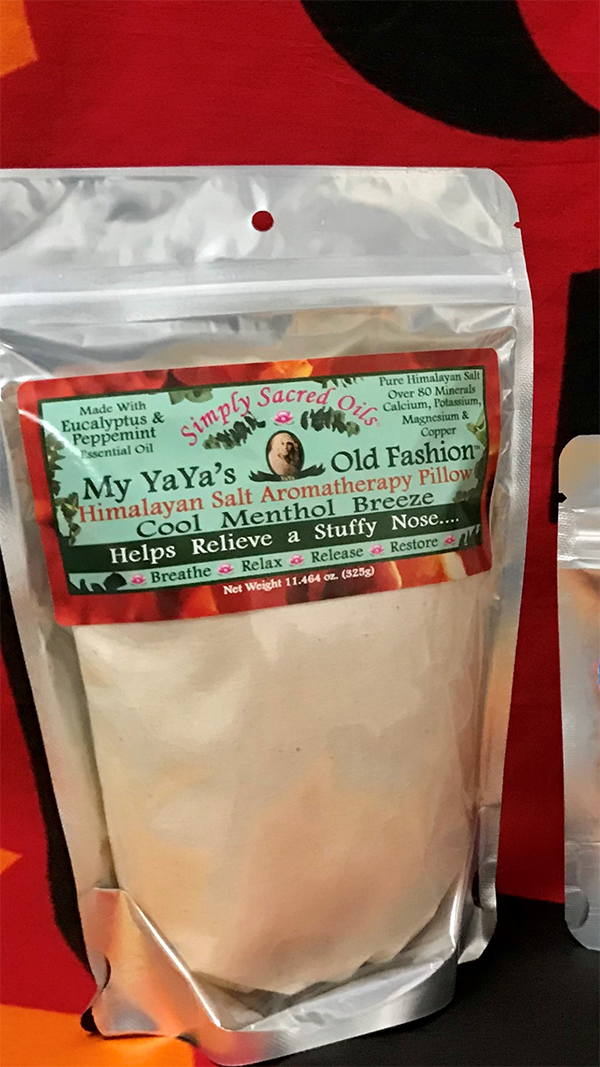 Made With
Eucalyptus &
Peppemint
Essential Oil
Simply Sacred Oils
Pure Himalayan Salt
Over 80 Minerals
Calcium, Potassium,
Magnesium &
Copper
My YaYa's Old Fashion™
Himalayan Salt Aromatherapy Pillow
Cool Menthol Breeze
Helps Relieve a Stuffy Nose....
Breathe Relax Release Restore
Net Weight 11.464 oz. (325g)